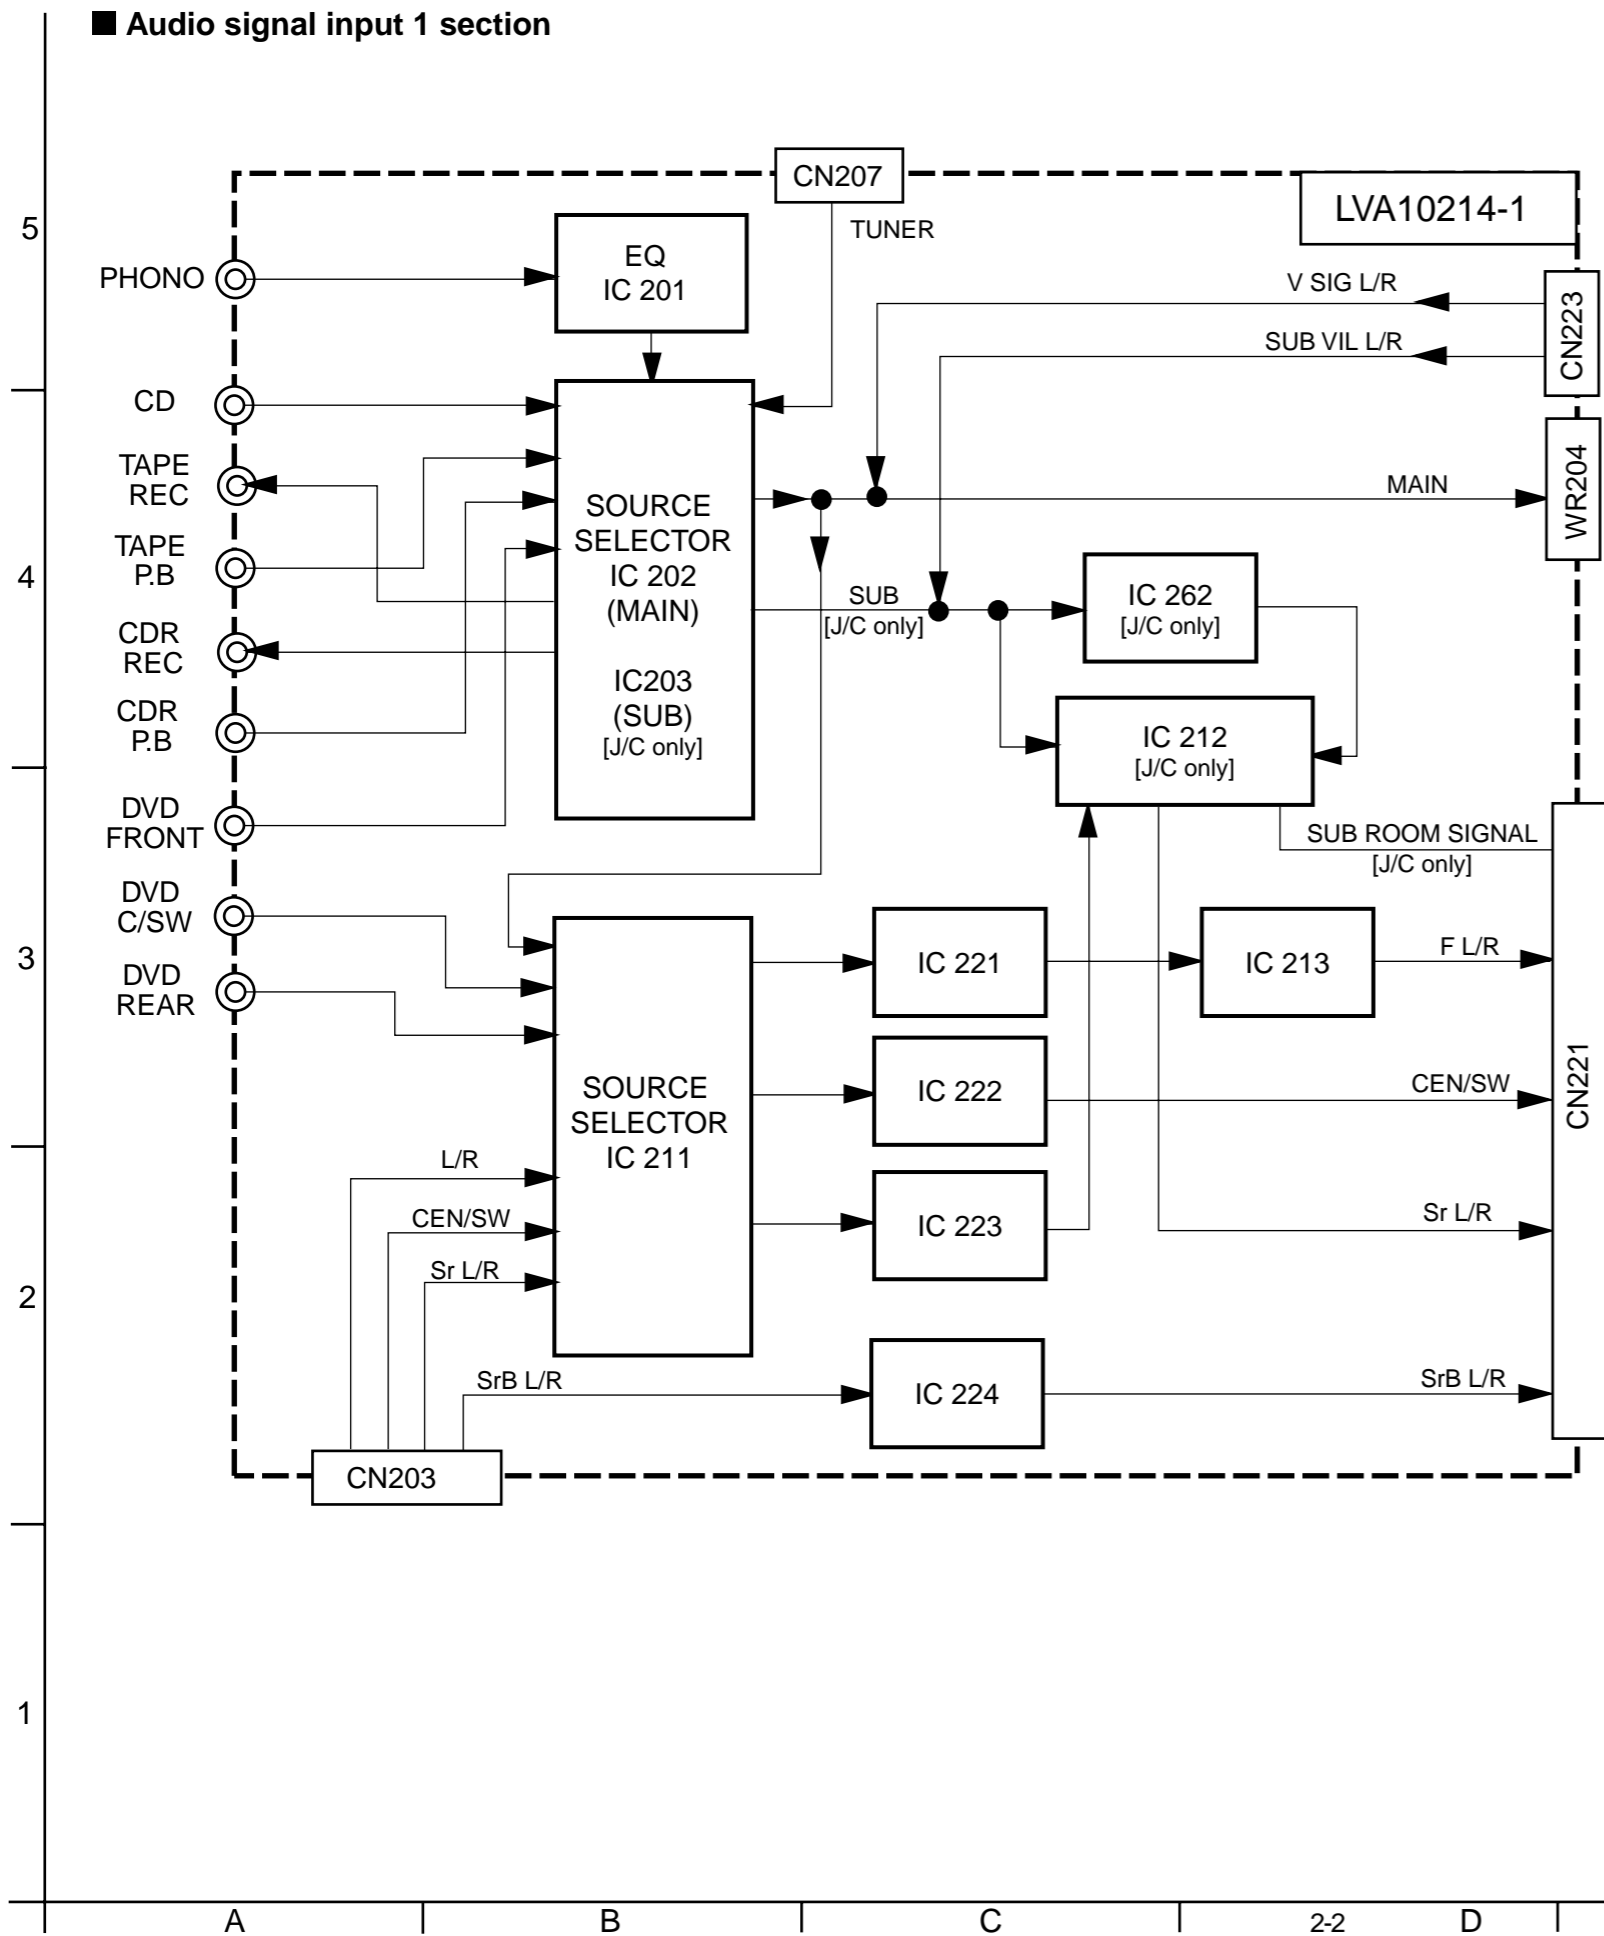 ■ Audio signal input 1 section
CN207
LVA10214-1
5
TUNER
EQ
IC 201
PHONO
V SIG L/R
SUB VIL L/R
CN223
CD
TAPE
REC
TAPE
P.B
CDR
REC
CDR
P.B
DVD
FRONT
DVD
C/SW
DVD
REAR
SOURCE
SELECTOR
IC 202
(MAIN)
IC203
(SUB)
[J/C only]
MAIN
WR204
4
SUB
[J/C only]
IC 262
[J/C only]
IC 212
[J/C only]
SUB ROOM SIGNAL
[J/C only]
3
IC 221
IC 213
F L/R
SOURCE
SELECTOR
IC 211
IC 222
CEN/SW
CN221
L/R
CEN/SW
Sr L/R
IC 223
Sr L/R
2
SrB L/R
IC 224
SrB L/R
CN203
1
A
B
C
2-2
D